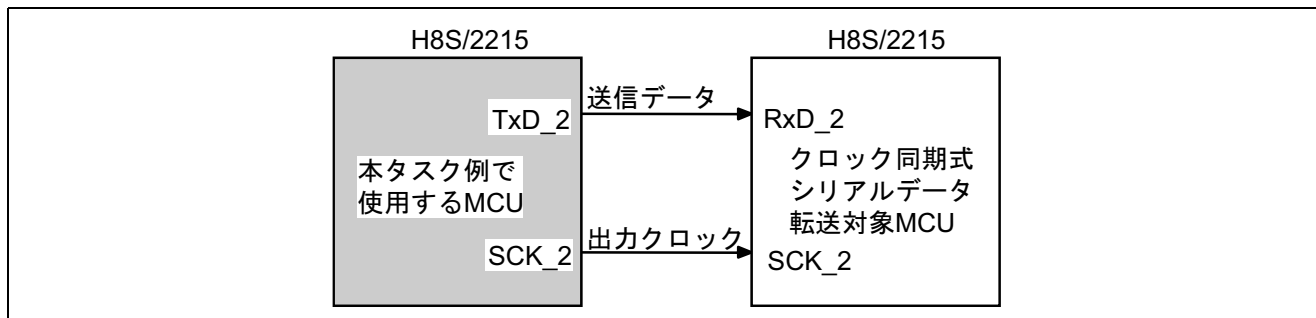 H8S/2215
H8S/2215
TxD_2
送信データ
RxD_2
本タスク例で
使用するMCU
クロック同期式
シリアルデータ
転送対象MCU
SCK_2
出力クロック
SCK_2